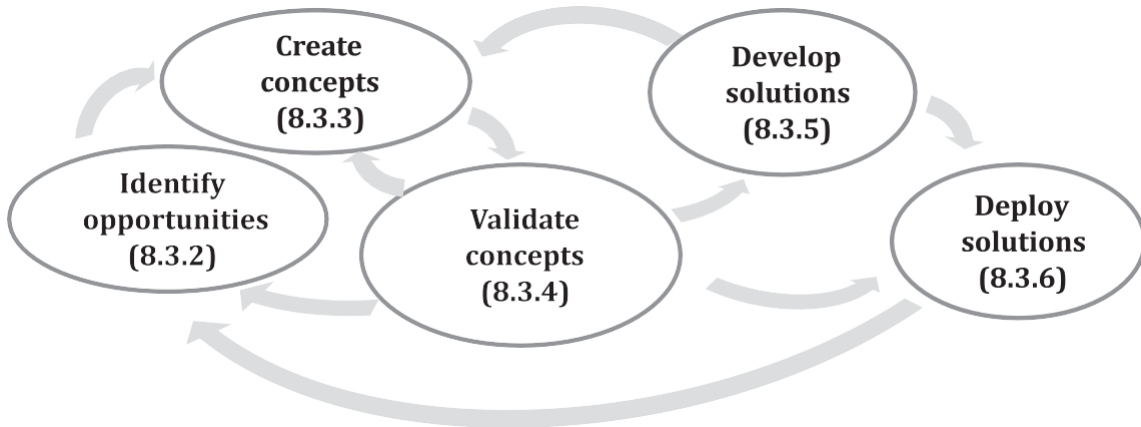 Create
concepts
(8.3.3)
Develop
solutions
(8.3.5)
Identify
opportunities
(8.3.2)
Validate
concepts
(8.3.4)
Deploy
solutions
(8.3.6)